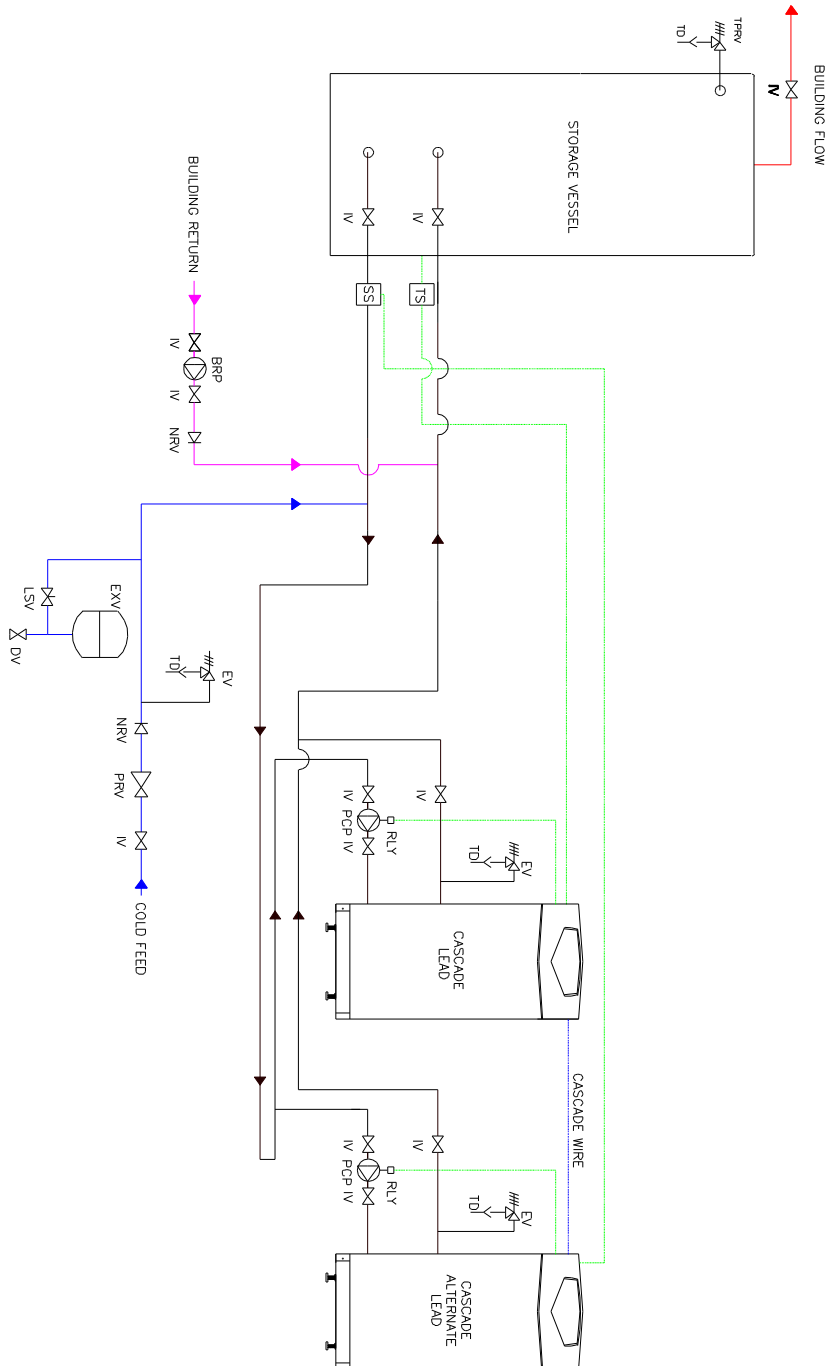 BUILDING FLOW
IV
TPRV
TD
STORAGE VESSEL
IV
IV
TS
SS
BUILDING RETURN
IV
BRP
IV
NRV
EXV
LSV
DV
EV
TD
NRV
PRV
IV
COLD FEED
IV
RLY
IV
PCP IV
EV
TD
CASCADE
LEAD
CASCADE WIRE
IV
RLY
IV
PCP IV
EV
TD
CASCADE
ALTERNATE
LEAD